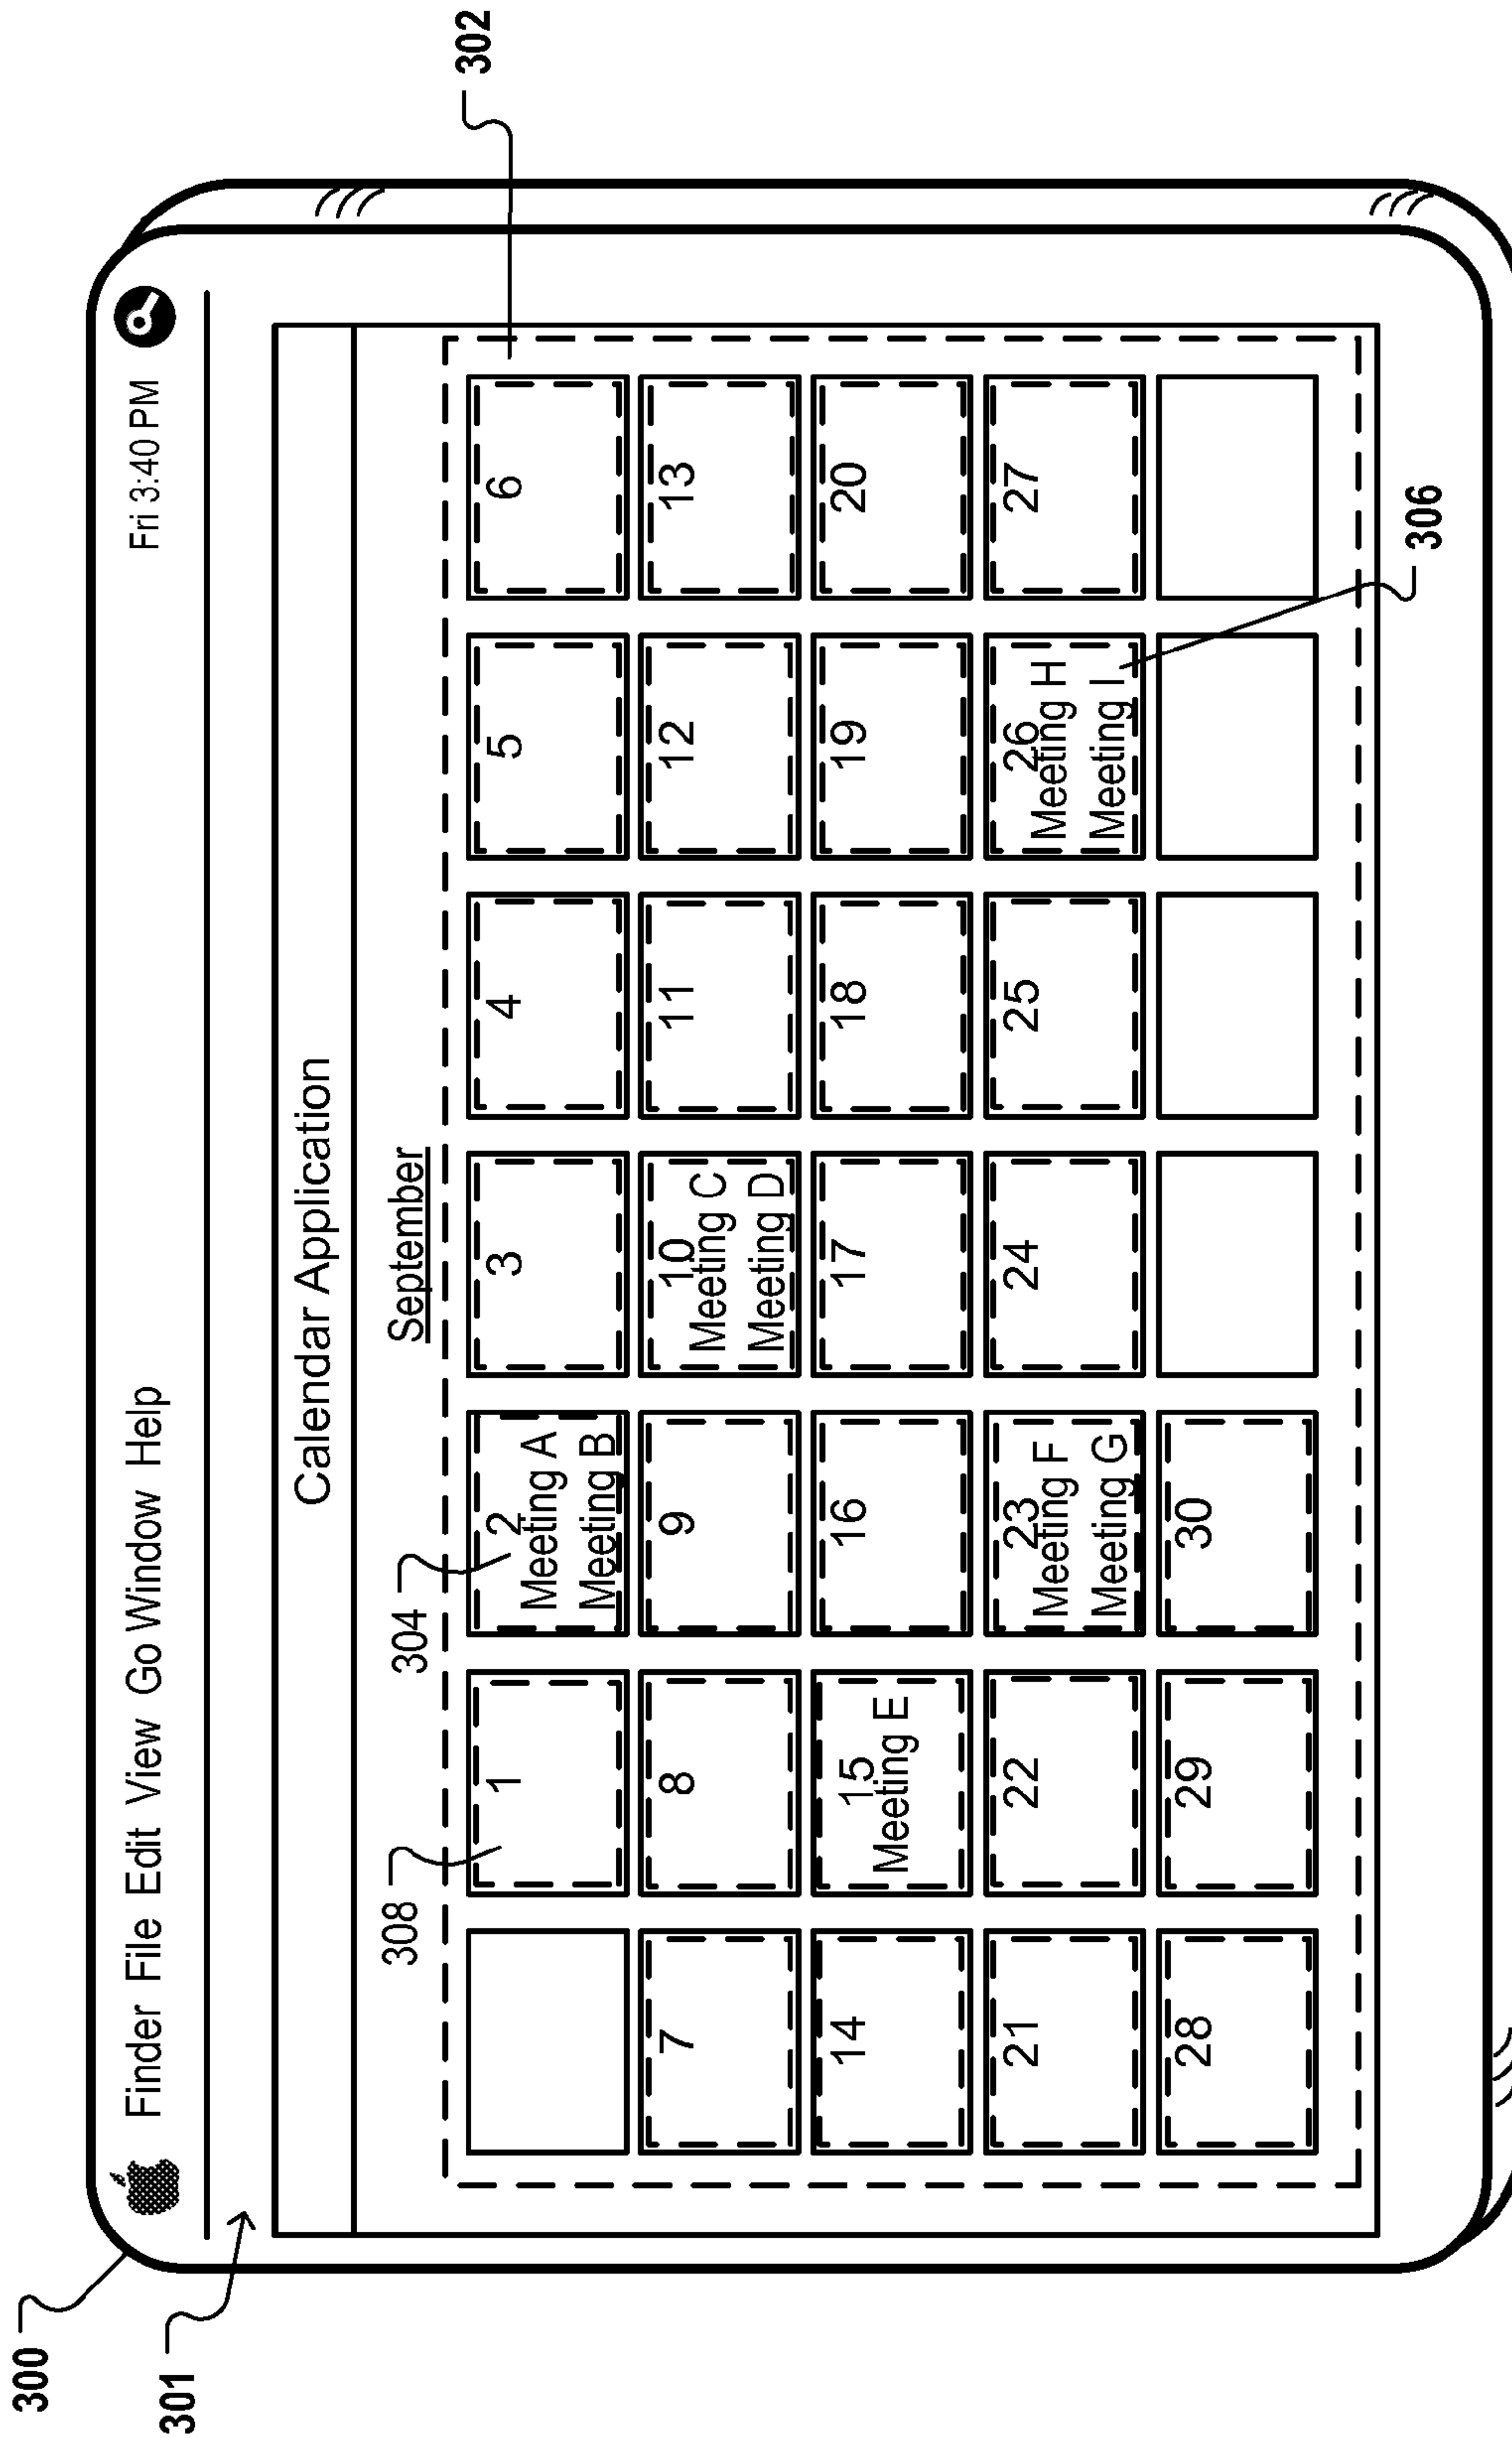 300
301
Finder File Edit View Go Window Help
Fri 3:40 PM
Calendar Application
September
302
308
304
1
2
Meeting A
Meeting B
3
4
5
6
7
8
9
10
Meeting C
Meeting D
11
12
13
14
15
Meeting E
16
17
18
19
20
21
22
23
Meeting F
Meeting G
24
25
26
Meeting H
Meeting I
27
28
29
30
306